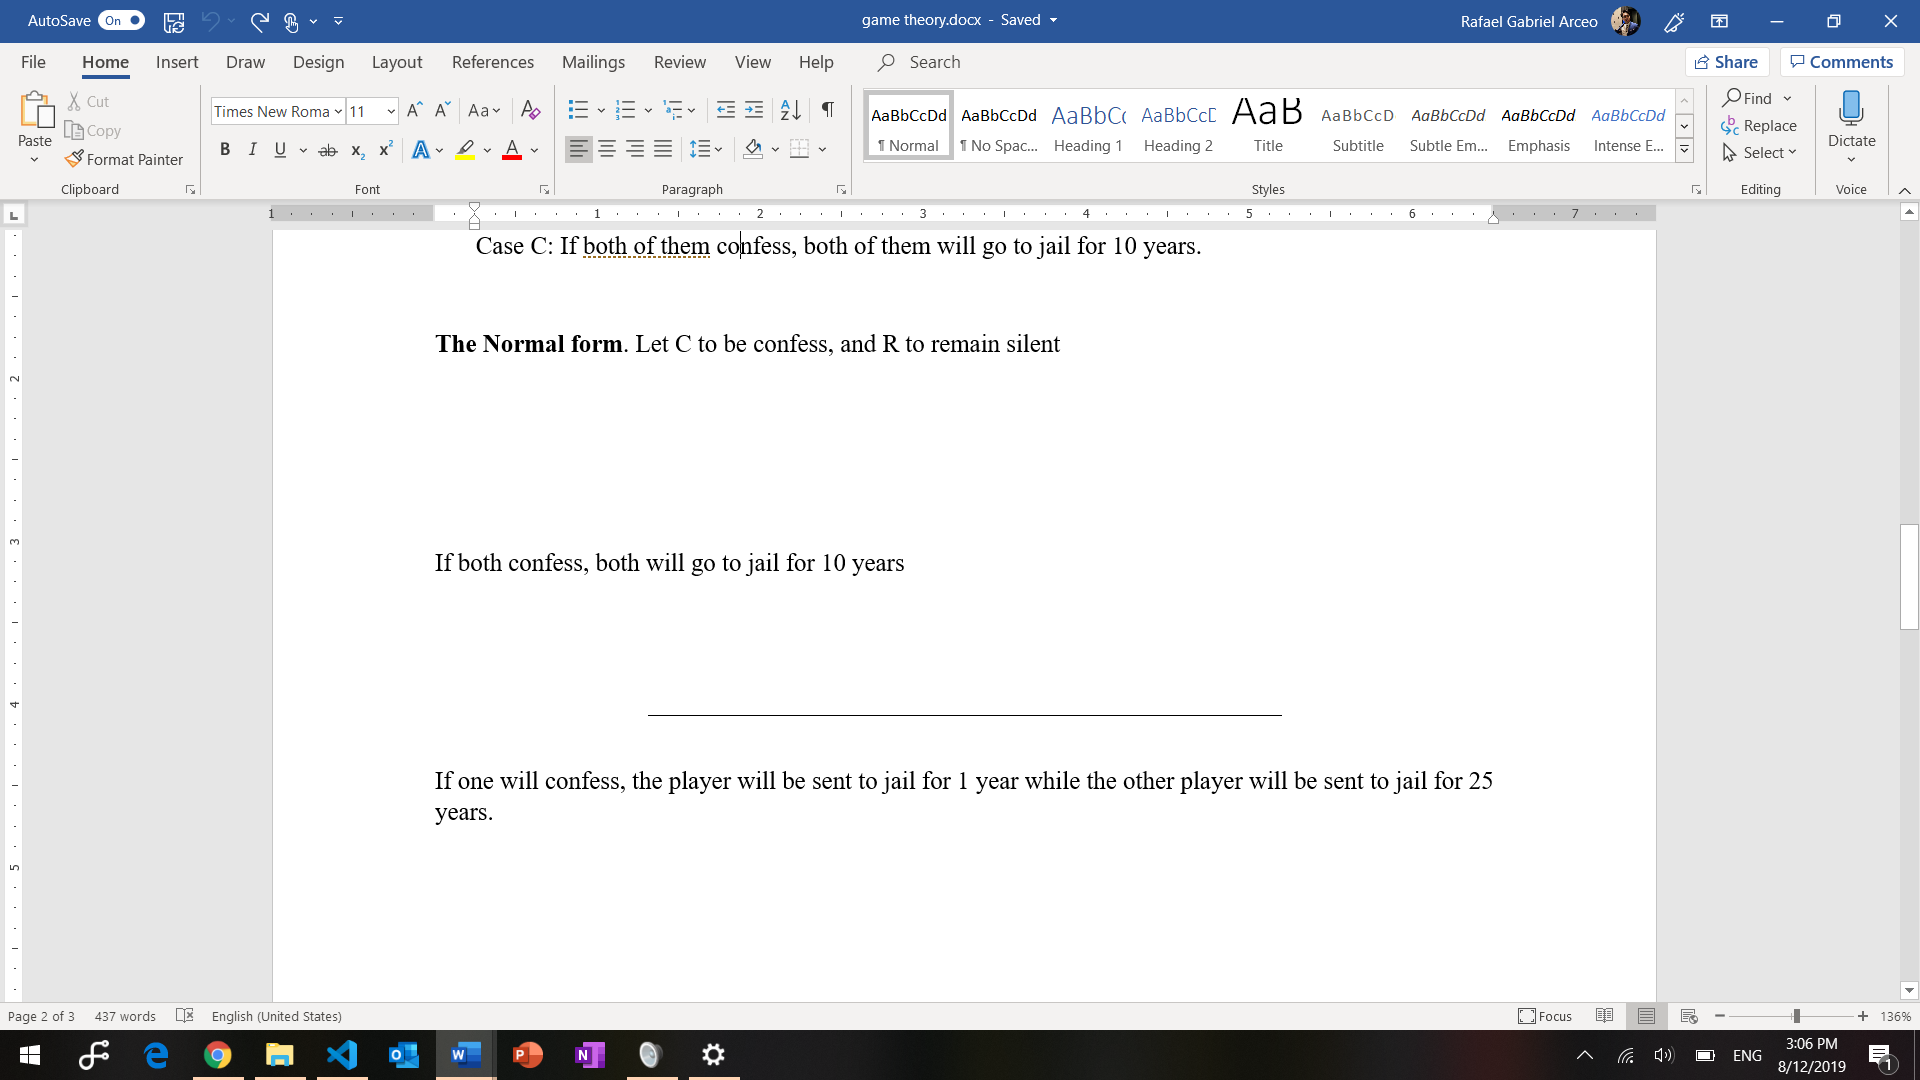 AutoSave On game theory.docx - Saved Rafael Gabriel Arceo
File Home Insert Draw Design Layout References Mailings Review View Help Search Share Comments
Paste Cut Copy Format Painter
Clipboard
Times New Roma 11 A A Aa A
B I U ab x2 x2 A A
Font
A Z ¶
Paragraph
AaBbCcDd AaBbCcDd AaBbCc AaBbCcD AaB AaBbCcD AaBbCcDd AaBbCcDd AaBbCcDd
¶ Normal ¶ No Spac... Heading 1 Heading 2 Title Subtitle Subtle Em... Emphasis Intense E...
Styles
Find
Replace
Select
Editing
Dictate
Voice
L 1 1 2 3 4 5 6 7
Case C: If both of them confess, both of them will go to jail for 10 years.
The Normal form. Let C to be confess, and R to remain silent
2
3
If both confess, both will go to jail for 10 years
4
If one will confess, the player will be sent to jail for 1 year while the other player will be sent to jail for 25
years.
5
Page 2 of 3 437 words English (United States) Focus 136%
ENG 3:06 PM
8/12/2019 1